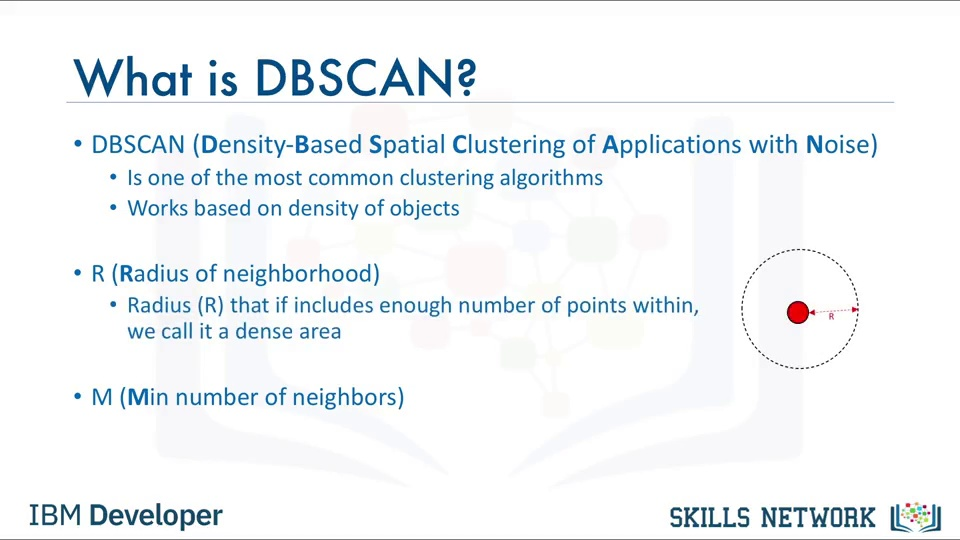 What is DBSCAN?
• DBSCAN (Density-Based Spatial Clustering of Applications with Noise)
• Is one of the most common clustering algorithms
• Works based on density of objects
• R (Radius of neighborhood)
• Radius (R) that if includes enough number of points within,
we call it a dense area
R
• M (Min number of neighbors)
IBM Developer
SKILLS NETWORK